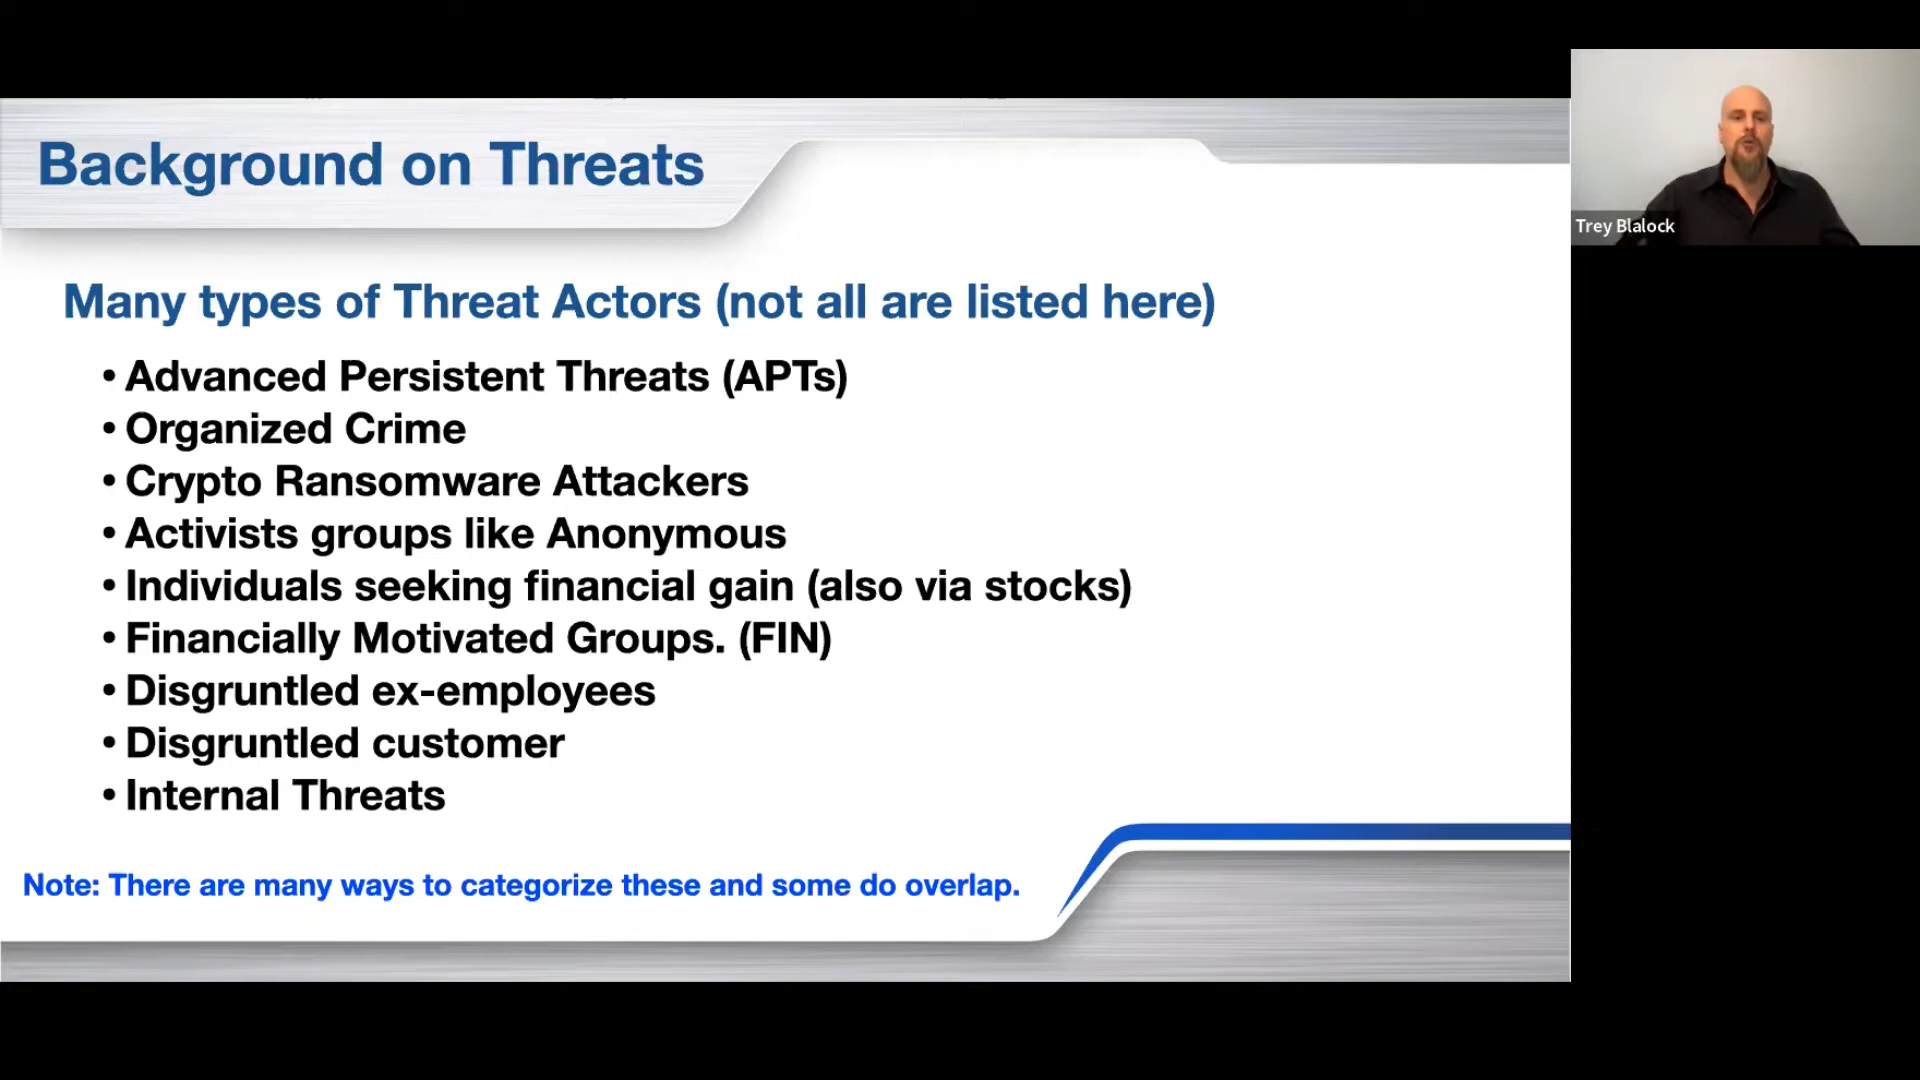 Background on Threats
Many types of Threat Actors (not all are listed here)
• Advanced Persistent Threats (APTs)
• Organized Crime
• Crypto Ransomware Attackers
• Activists groups like Anonymous
• Individuals seeking financial gain (also via stocks)
• Financially Motivated Groups. (FIN)
• Disgruntled ex-employees
• Disgruntled customer
• Internal Threats
Note: There are many ways to categorize these and some do overlap.
Trey Blalock